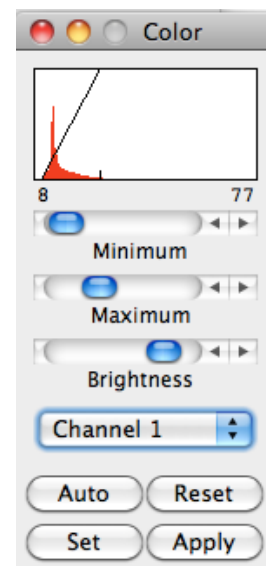 Color
8 77
Minimum
Maximum
Brightness
Channel 1
Auto Reset
Set Apply